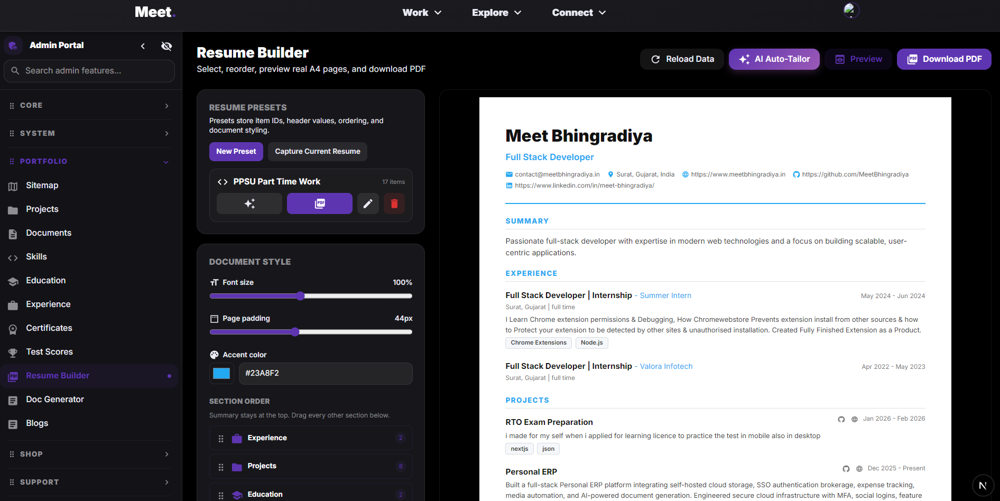 Meet.
Work
Explore
Connect
Admin Portal
Search admin features...
CORE
SYSTEM
PORTFOLIO
Sitemap
Projects
Documents
Skills
Education
Experience
Certificates
Test Scores
Resume Builder
Doc Generator
Blogs
SHOP
SUPPORT
Resume Builder
Select, reorder, preview real A4 pages, and download PDF
Reload Data
AI Auto-Tailor
Preview
PDF Download PDF
RESUME PRESETS
Presets store item IDs, header values, ordering, and
document styling.
New Preset
Capture Current Resume
PPSU Part Time Work
17 items
PDF
DOCUMENT STYLE
Font size
100%
Page padding
44px
Accent color
#23A8F2
SECTION ORDER
Summary stays at the top. Drag every other section below.
Experience
2
Projects
8
Education
2
Meet Bhingradiya
Full Stack Developer
contact@meetbhingradiya.in
Surat, Gujarat, India
https://www.meetbhingradiya.in
https://github.com/MeetBhingradiya
https://www.linkedin.com/in/meet-bhingradiya/
SUMMARY
Passionate full-stack developer with expertise in modern web technologies and a focus on building scalable, user-
centric applications.
EXPERIENCE
Full Stack Developer | Internship - Summer Intern
May 2024 - Jun 2024
Surat, Gujarat | full time
I Learn Chrome extension permissions & Debugging, How Chromewebstore Prevents extension install from other sources & how
to Protect your extension to be detected by other sites & unauthorised installation. Created Fully Finished Extension as a Product.
Chrome Extensions
Node.js
Full Stack Developer | Internship - Valora Infotech
Apr 2022 - May 2023
Surat, Gujarat | full time
PROJECTS
RTO Exam Preparation
Jan 2026 - Feb 2026
i made for my self when i applied for learning licence to practice the test in mobile also in desktop
nextjs
json
Personal ERP
Dec 2025 - Present
Built a full-stack Personal ERP platform integrating self-hosted cloud storage, SSO authentication brokerage, expense tracking,
media automation, and AI-powered document generation. Engineered secure cloud infrastructure with MFA, social logins, feature
N